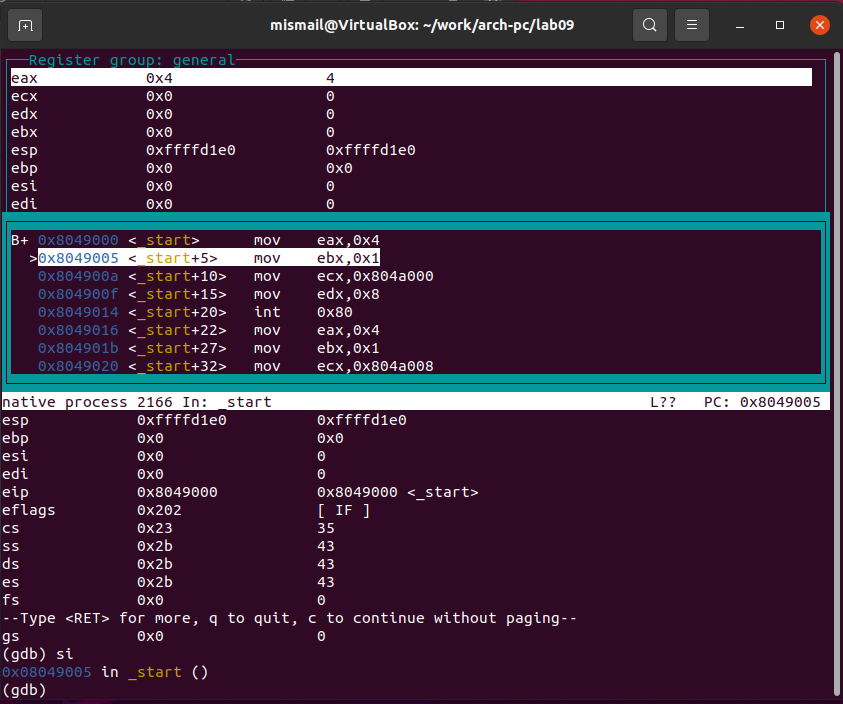 mismail@VirtualBox: ~/work/arch-pc/lab09
Register group: general
eax 0x4 4
ecx 0x0 0
edx 0x0 0
ebx 0x0 0
esp 0xffffd1e0 0xffffd1e0
ebp 0x0 0x0
esi 0x0 0
edi 0x0 0
B+ 0x8049000 <_start> mov eax,0x4
>0x8049005 <_start+5> mov ebx,0x1
0x804900a <_start+10> mov ecx,0x804a000
0x804900f <_start+15> mov edx,0x8
0x8049014 <_start+20> int 0x80
0x8049016 <_start+22> mov eax,0x4
0x804901b <_start+27> mov ebx,0x1
0x8049020 <_start+32> mov ecx,0x804a008
native process 2166 In: _start L?? PC: 0x8049005
esp 0xffffd1e0 0xffffd1e0
ebp 0x0 0x0
esi 0x0 0
edi 0x0 0
eip 0x8049000 0x8049000 <_start>
eflags 0x202 [ IF ]
cs 0x23 35
ss 0x2b 43
ds 0x2b 43
es 0x2b 43
fs 0x0 0
--Type <RET> for more, q to quit, c to continue without paging--
gs 0x0 0
(gdb) si
0x08049005 in _start ()
(gdb)